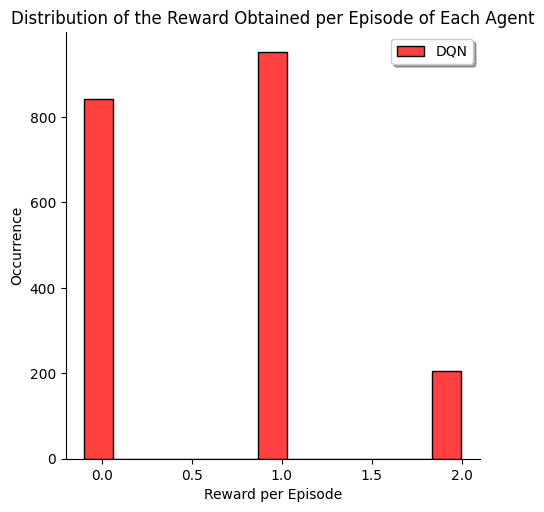 Distribution of the Reward Obtained per Episode of Each Agent
DQN
800
600
400
200
0
Occurrence
0.0 0.5 1.0 1.5 2.0
Reward per Episode